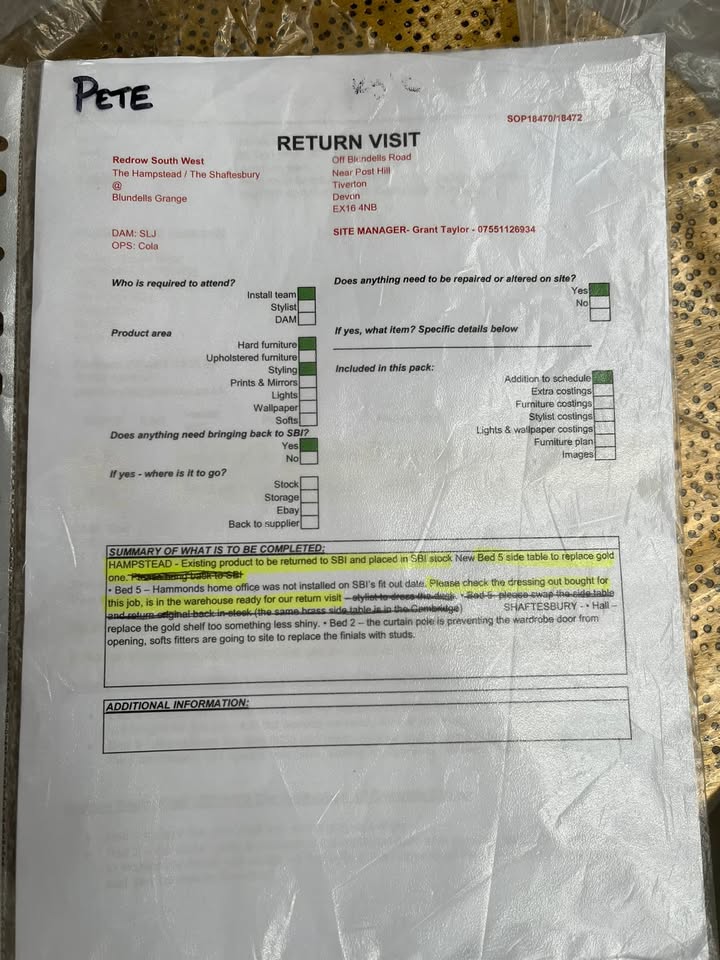 PETE
SOP18470/18472
RETURN VISIT
Redrow South West
The Hampstead / The Shaftesbury
@
Blundells Grange
Off Blundells Road
Near Post Hill
Tiverton
Devon
EX16 4NB
DAM: SLJ
OPS: Cola
SITE MANAGER- Grant Taylor - 07551126934
Who is required to attend?
Install team
Stylist
DAM
Product area
Hard furniture
Upholstered furniture
Styling
Prints & Mirrors
Lights
Wallpaper
Softs
Does anything need bringing back to SBI?
Yes
No
If yes - where is it to go?
Stock
Storage
Ebay
Back to supplier
Does anything need to be repaired or altered on site?
Yes
No
If yes, what item? Specific details below
Included in this pack:
Addition to schedule
Extra costings
Furniture costings
Stylist costings
Lights & wallpaper costings
Furniture plan
Images
SUMMARY OF WHAT IS TO BE COMPLETED:
HAMPSTEAD - Existing product to be returned to SBI and placed in SBI stock New Bed 5 side table to replace gold
one. Please bring back to SBI
• Bed 5 – Hammonds home office was not installed on SBI's fit out date. Please check the dressing out bought for
this job, is in the warehouse ready for our return visit – stylist to dress the desk • Bed 5- please swap the side table
and return original back in stock (the same brass side table is in the Cambridge) SHAFTESBURY - • Hall –
replace the gold shelf too something less shiny. • Bed 2 – the curtain pole is preventing the wardrobe door from
opening, softs fitters are going to site to replace the finials with studs.
ADDITIONAL INFORMATION: